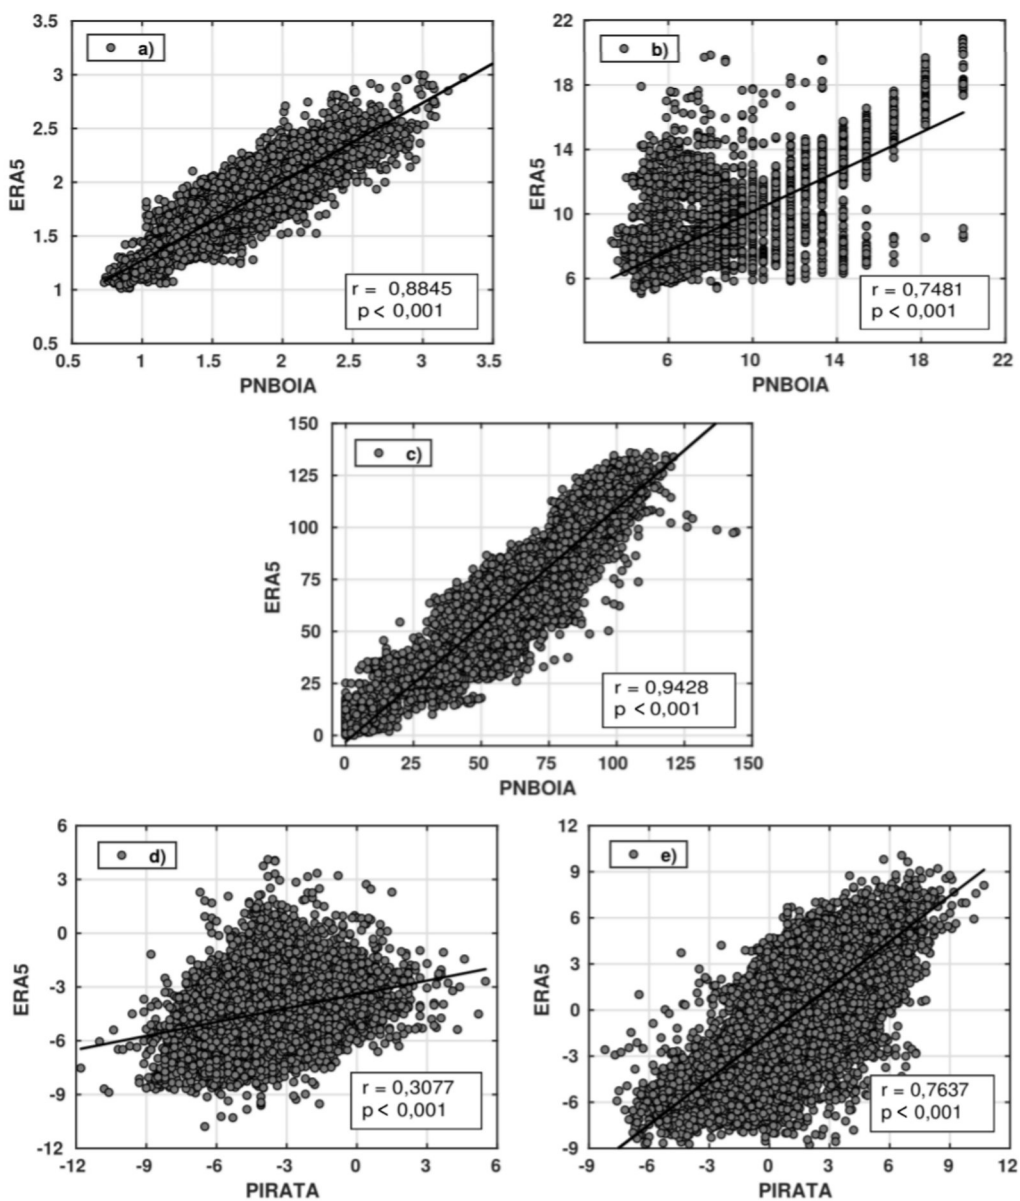 a)
3.5
3
2.5
2
1.5
1
0.5
ERA5
r = 0,8845
p < 0,001
0.5 1 1.5 2 2.5 3 3.5
PNBOIA
b)
22
18
14
10
6
ERA5
r = 0,7481
p < 0,001
6 10 14 18 22
PNBOIA
c)
150
125
100
75
50
25
0
ERA5
r = 0,9428
p < 0,001
0 25 50 75 100 125 150
PNBOIA
d)
6
3
0
-3
-6
-9
-12
ERA5
r = 0,3077
p < 0,001
-12 -9 -6 -3 0 3 6
PIRATA
e)
12
9
6
3
0
-3
-6
-9
ERA5
r = 0,7637
p < 0,001
-9 -6 -3 0 3 6 9 12
PIRATA